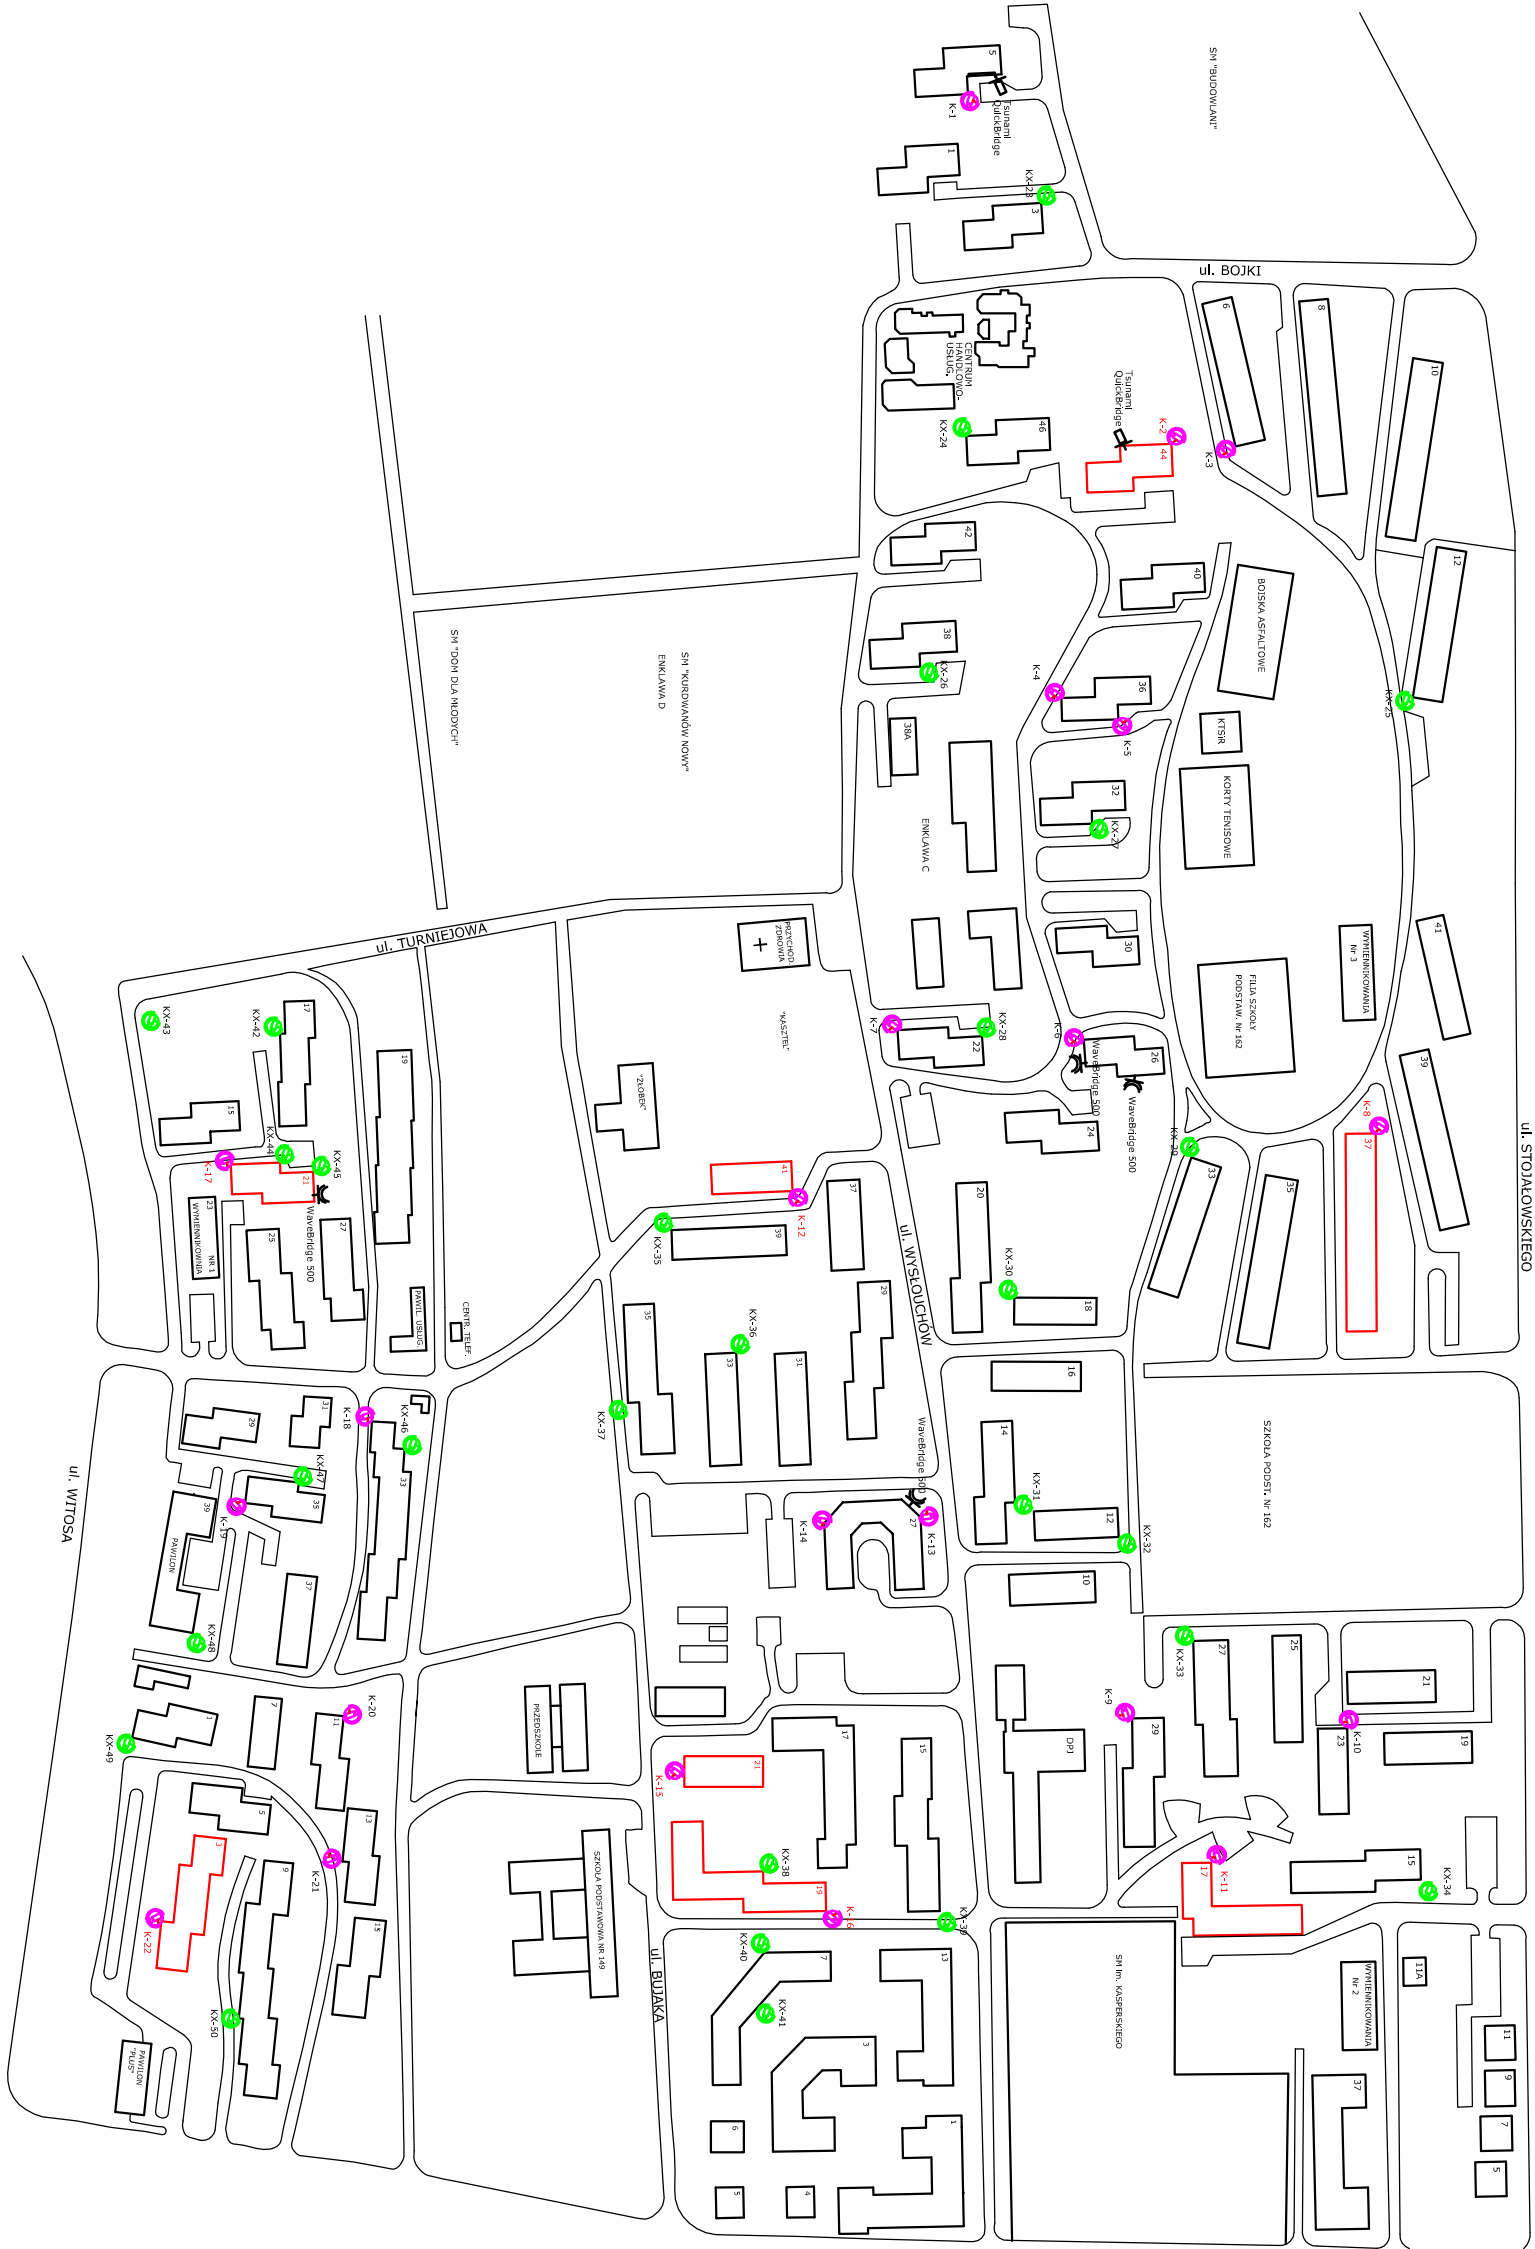 SM "BUDOWLANI"
5
K-1
Tsunami
QuickBridge
1
KX-23
3
ul. BOJKI
6
8
10
CENTRUM
HANDLOWO-
USŁUG.
Tsunami
QuickBridge
KX-24
46
K-2
44
K-3
42
40
12
BOISKA ASFALTOWE
38
KX-26
K-4
36
K-5
KX-25
SM "DOM DLA MŁODYCH"
SM "KURDWANÓW NOWY"
ENKLAWA D
38A
KTSiR
KORTY TENISOWE
32
KX-27
ENKLAWA C
ul. TURNIEJOWA
PRZYCHOD.
ZDROWIA
30
41
WYMIENNIKOWANIA
Nr 3
FILIA SZKOŁY
PODSTAW. Nr 162
"KASZTEL"
KX-43
KX-42
17
K-7
KX-28
22
K-6
26
WaveBridge 500
WaveBridge 500
39
19
"ŻŁOBEK"
15
24
KX-29
K-8
37
ul. STOJAŁOWSKIEGO
KX-44
K-17
KX-45
21
WaveBridge 500
41
K-12
37
20
33
35
23
WYMIENNIKOWNIA
NR 1
25
27
KX-35
39
ul. WYSŁOUCHÓW
KX-30
18
PAWIL. USŁUG.
CENTR. TELEF.
35
KX-36
33
31
29
16
31
29
K-18
KX-46
33
KX-37
WaveBridge 500
14
SZKOŁA PODST. Nr 162
ul. WITOSA
KX-47
39
K-19
35
PAWILON
37
K-14
27
K-13
KX-31
12
KX-32
10
KX-48
KX-33
27
25
21
PRZEDSZKOLE
K-20
K-9
29
K-10
23
19
DPJ
KX-49
1
7
11
17
15
K-15
21
5
13
3
K-21
9
SZKOŁA PODSTAWOWA NR 149
KX-38
19
K-16
KX-39
K-11
17
15
KX-34
K-22
15
ul. BUJAKA
KX-40
7
13
SM im. KASPERSKIEGO
WYMIENNIKOWANIA
Nr 2
11A
KX-50
KX-41
3
11
PAWILON
"PLUS"
37
9
7
6
1
5
5
4